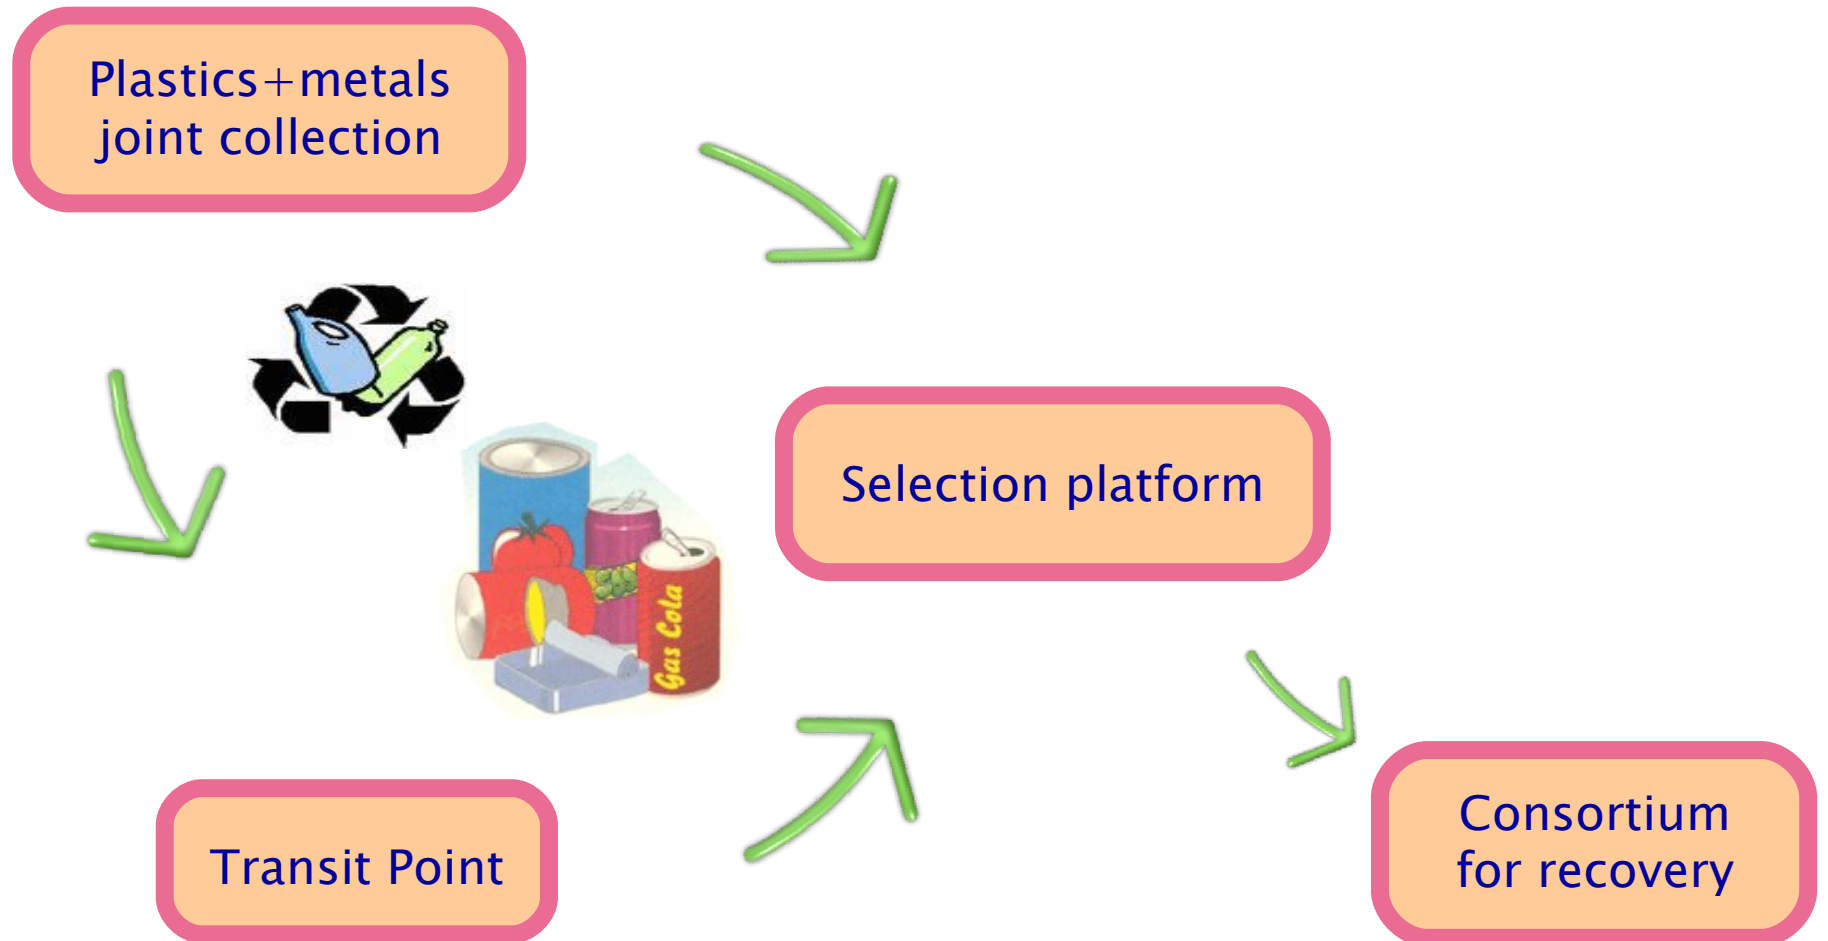 Plastics+metals
joint collection
Selection platform
Gas Cola
Transit Point
Consortium
for recovery